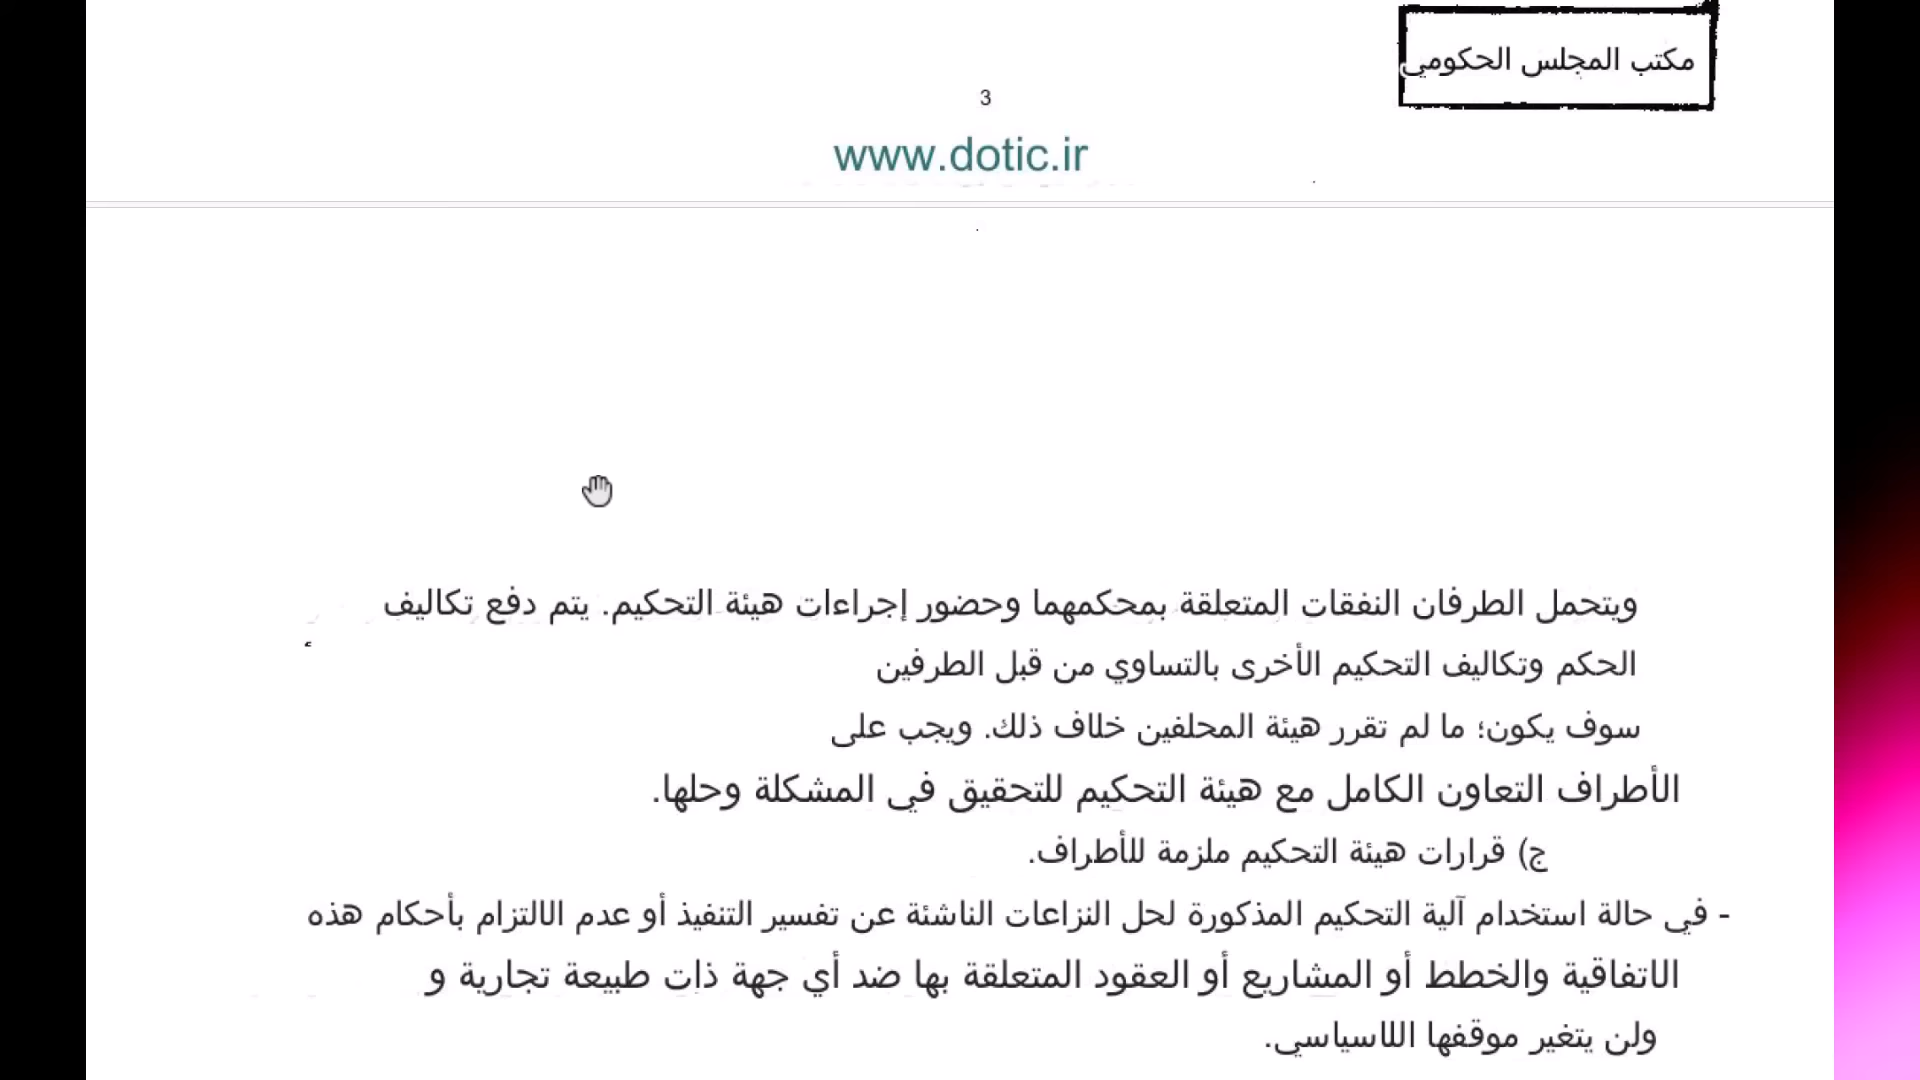 مكتب المجلس الحكومي
3
www.dotic.ir
ويتحمل الطرفان النفقات المتعلقة بمحكمهما وحضور إجراءات هيئة التحكيم. يتم دفع تكاليف
الحكم وتكاليف التحكيم الأخرى بالتساوي من قبل الطرفين
سوف يكون؛ ما لم تقرر هيئة المحلفين خلاف ذلك. ويجب على
الأطراف التعاون الكامل مع هيئة التحكيم للتحقيق في المشكلة وحلها.
ج) قرارات هيئة التحكيم ملزمة للأطراف.
- في حالة استخدام آلية التحكيم المذكورة لحل النزاعات الناشئة عن تفسير التنفيذ أو عدم الالتزام بأحكام هذه
الاتفاقية والخطط أو المشاريع أو العقود المتعلقة بها ضد أي جهة ذات طبيعة تجارية و
ولن يتغير موقفها اللاسياسي.